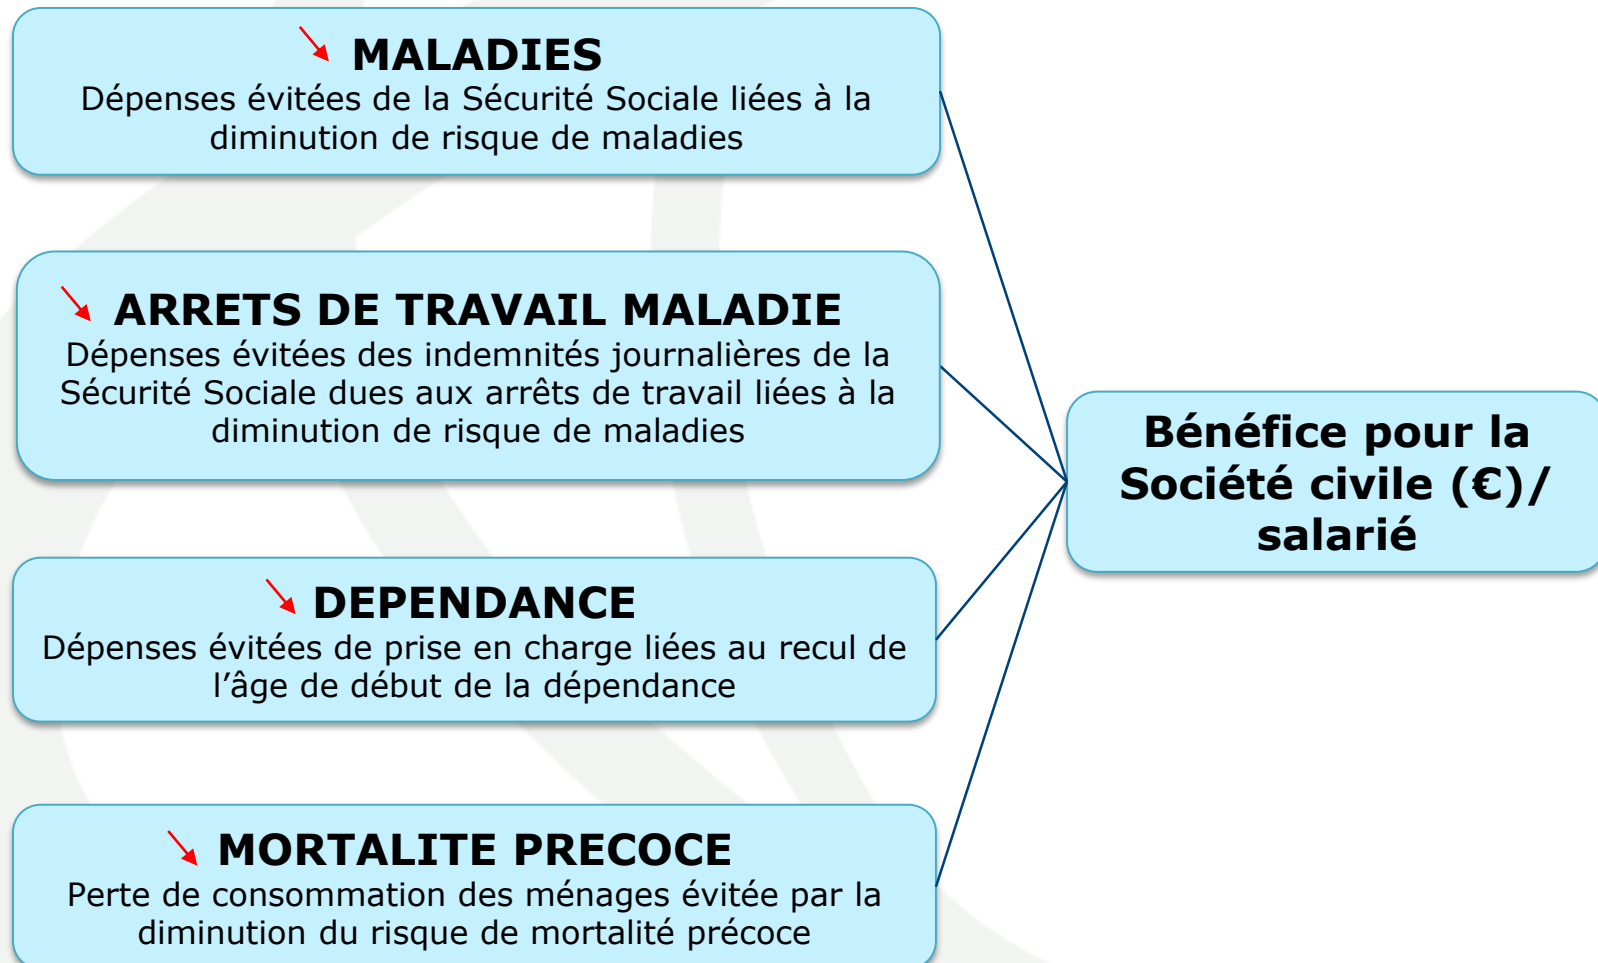 MALADIES
Dépenses évitées de la Sécurité Sociale liées à la
diminution de risque de maladies
ARRETS DE TRAVAIL MALADIE
Dépenses évitées des indemnités journalières de la
Sécurité Sociale dues aux arrêts de travail liées à la
diminution de risque de maladies
DEPENDANCE
Dépenses évitées de prise en charge liées au recul de
l’âge de début de la dépendance
MORTALITE PRECOCE
Perte de consommation des ménages évitée par la
diminution du risque de mortalité précoce
Bénéfice pour la
Société civile (€)/
salarié